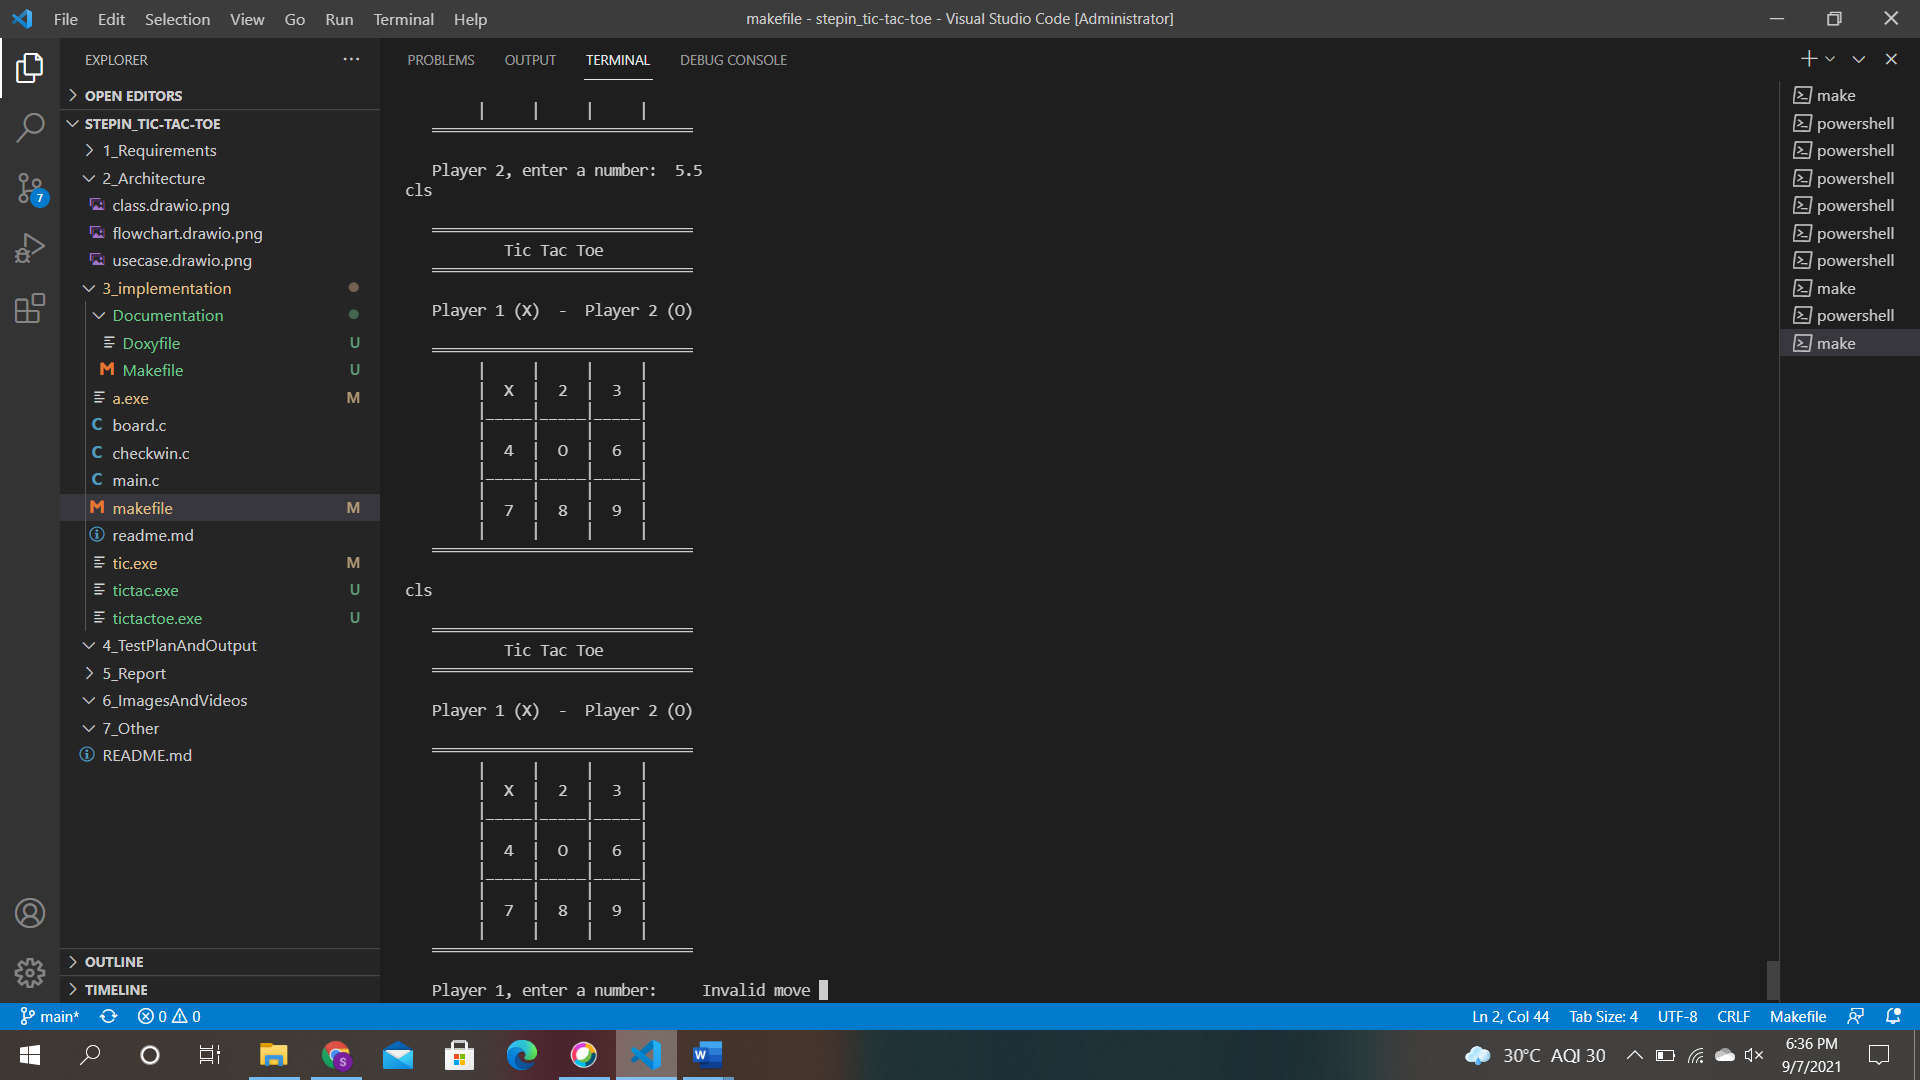 File Edit Selection View Go Run Terminal Help
makefile - stepin_tic-tac-toe - Visual Studio Code [Administrator]
EXPLORER
OPEN EDITORS
STEPIN_TIC-TAC-TOE
1_Requirements
2_Architecture
class.drawio.png
flowchart.drawio.png
usecase.drawio.png
3_implementation
Documentation
Doxyfile U
Makefile U
a.exe M
board.c
checkwin.c
main.c
makefile M
readme.md
tic.exe M
tictac.exe U
tictactoe.exe U
4_TestPlanAndOutput
5_Report
6_ImagesAndVideos
7_Other
README.md
OUTLINE
TIMELINE
7
PROBLEMS OUTPUT TERMINAL DEBUG CONSOLE
Player 2, enter a number: 5.5
cls
Tic Tac Toe
Player 1 (X) - Player 2 (O)
X | 2 | 3
4 | O | 6
7 | 8 | 9
cls
Tic Tac Toe
Player 1 (X) - Player 2 (O)
X | 2 | 3
4 | O | 6
7 | 8 | 9
Player 1, enter a number: Invalid move
make
powershell
powershell
powershell
powershell
powershell
powershell
make
powershell
make
main* 0 0
Ln 2, Col 44 Tab Size: 4 UTF-8 CRLF Makefile
30°C AQI 30
6:36 PM
9/7/2021